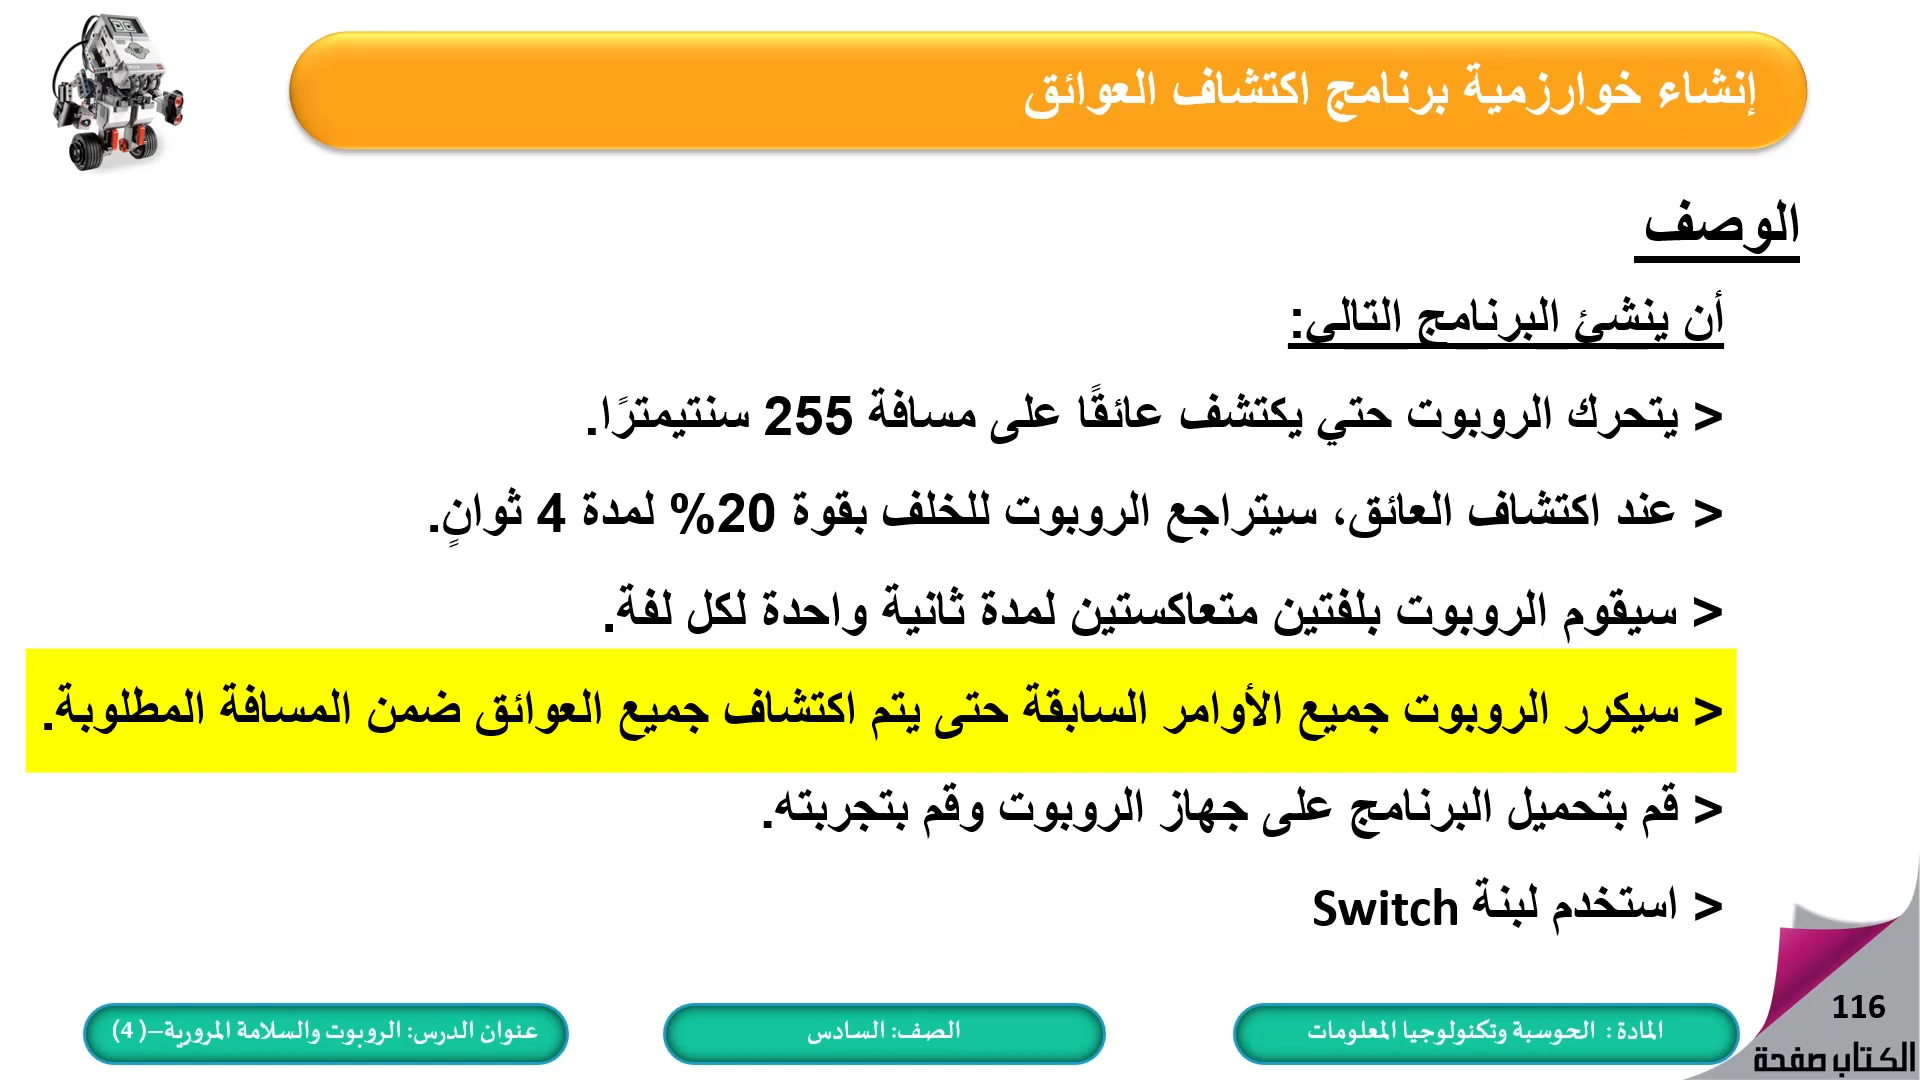 إنشاء خوارزمية برنامج اكتشاف العوائق
الوصف
أن ينشئ البرنامج التالي:
> يتحرك الروبوت حتي يكتشف عائقًا على مسافة 255 سنتيمترًا.
> عند اكتشاف العائق، سيتراجع الروبوت للخلف بقوة 20% لمدة 4 ثوانٍ.
> سيقوم الروبوت بلفتين متعاكستين لمدة ثانية واحدة لكل لفة.
> سيكرر الروبوت جميع الأوامر السابقة حتى يتم اكتشاف جميع العوائق ضمن المسافة المطلوبة.
> قم بتحميل البرنامج على جهاز الروبوت وقم بتجربته.
> استخدم لبنة Switch
116
الكتاب صفحة
المادة : الحوسبة وتكنولوجيا المعلومات
الصف: السادس
عنوان الدرس: الروبوت والسلامة المرورية–( 4)